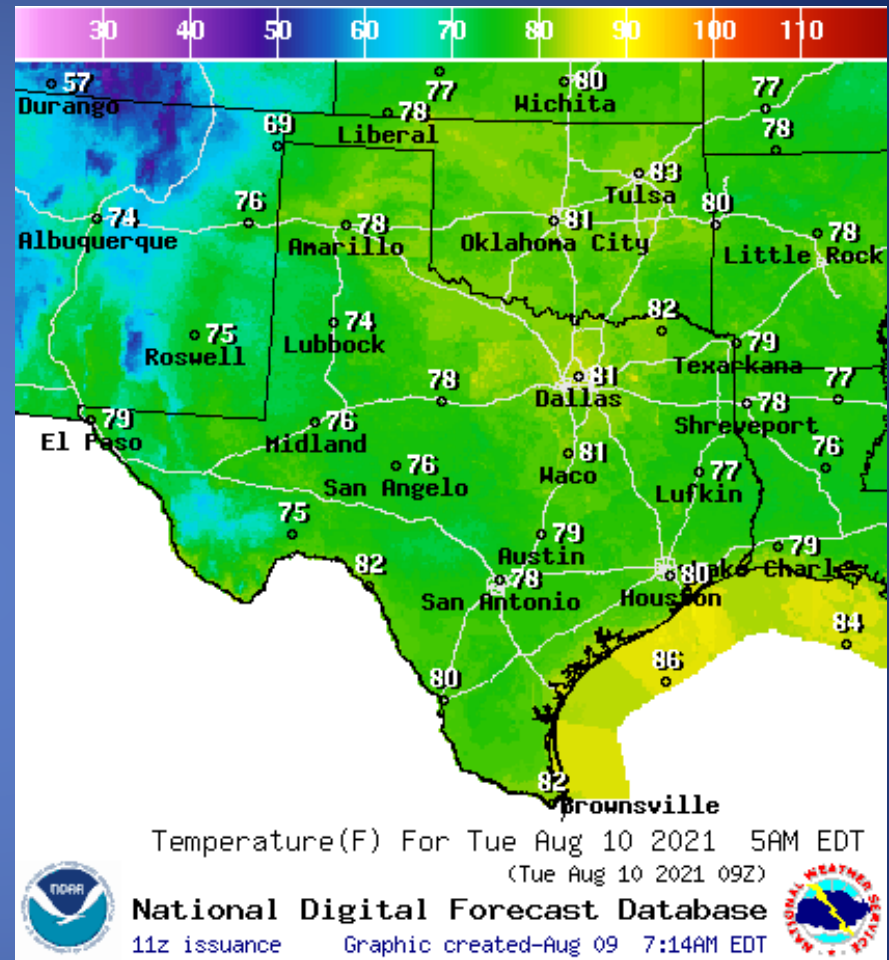 30 40 50 60 70 80 90 100 110
57
Durango
77
80
Wichita
77
78
Liberal
69
78
83
Tulsa
74
Albuquerque
76
78
Amarillo
81
Oklahoma City
80
78
Little Rock
75
Roswell
74
Lubbock
82
79
Texarkana
81
Dallas
78
77
78
Shreveport
79
El Paso
76
Midland
76
San Angelo
81
Waco
77
Lufkin
76
75
79
Austin
79
Lake Charle
82
78
San Antonio
80
Houston
84
86
80
82
Brownsville
Temperature(F) For Tue Aug 10 2021 5AM EDT
(Tue Aug 10 2021 09Z)
NOAA
National Digital Forecast Database
11z issuance Graphic created-Aug 09 7:14AM EDT
NATIONAL WEATHER SERVICE